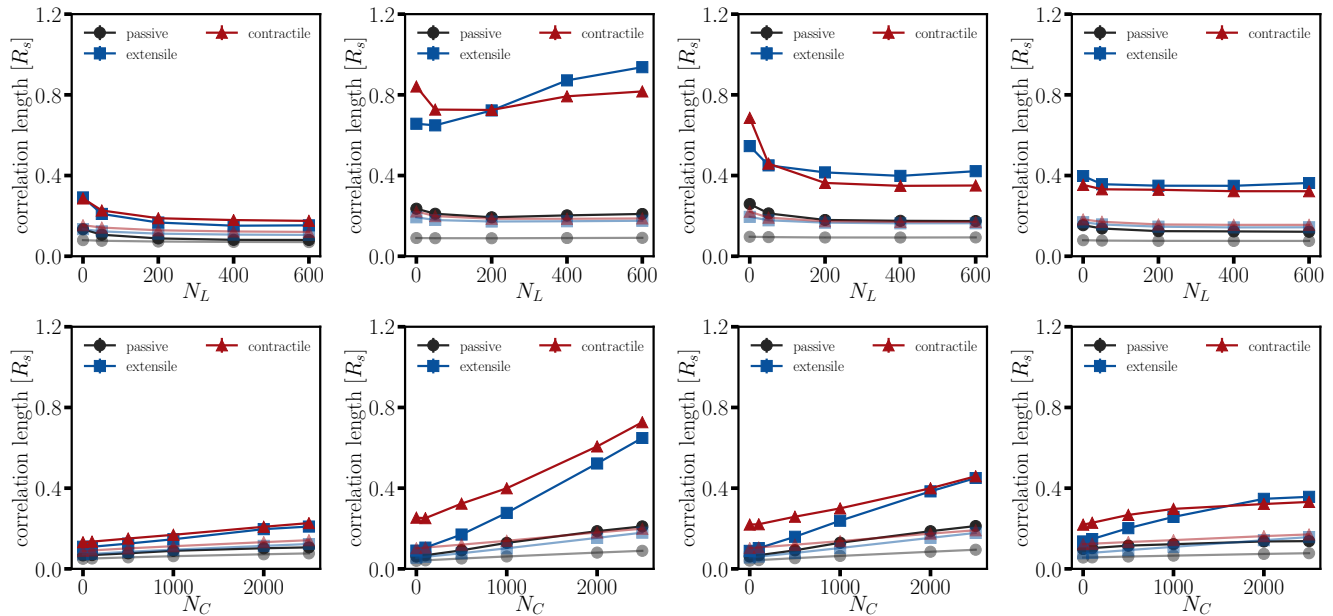 1.2
passive
contractile
extensile
0.8
0.4
0.0
correlation length [R_s]
0 200 400 600
N_L
1.2
passive
contractile
extensile
0.8
0.4
0.0
correlation length [R_s]
0 200 400 600
N_L
1.2
passive
contractile
extensile
0.8
0.4
0.0
correlation length [R_s]
0 200 400 600
N_L
1.2
passive
contractile
extensile
0.8
0.4
0.0
correlation length [R_s]
0 200 400 600
N_L
1.2
passive
contractile
extensile
0.8
0.4
0.0
correlation length [R_s]
0 1000 2000
N_C
1.2
passive
contractile
extensile
0.8
0.4
0.0
correlation length [R_s]
0 1000 2000
N_C
1.2
passive
contractile
extensile
0.8
0.4
0.0
correlation length [R_s]
0 1000 2000
N_C
1.2
passive
contractile
extensile
0.8
0.4
0.0
correlation length [R_s]
0 1000 2000
N_C